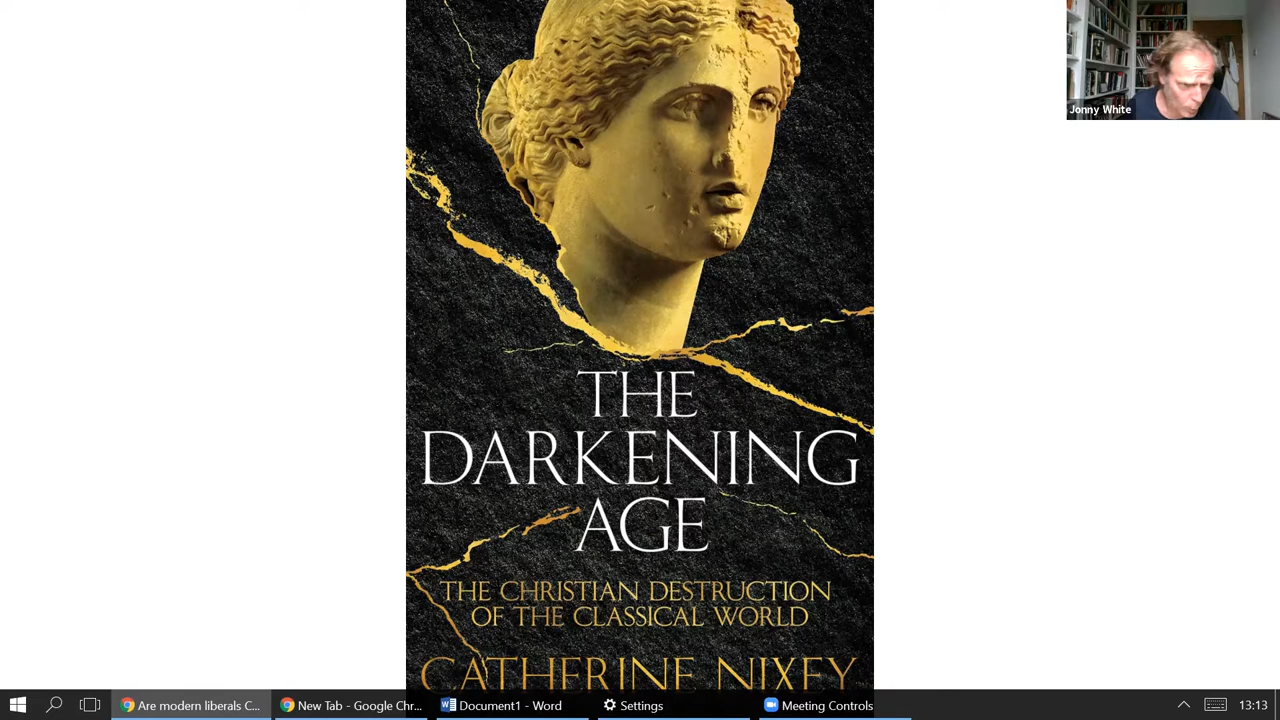 Jonny White
THE
DARKENING
AGE
THE CHRISTIAN DESTRUCTION
OF THE CLASSICAL WORLD
CATHERINE NIXEY
Are modern liberals C...
New Tab - Google Chr...
Document1 - Word
Settings
Meeting Controls
13:13